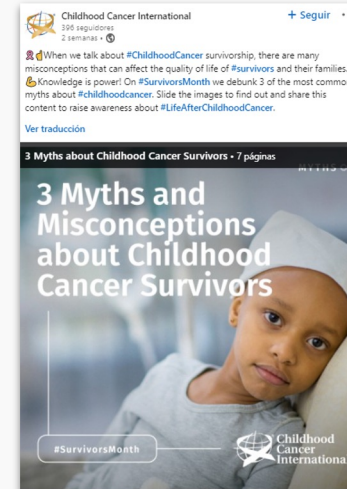 Childhood Cancer International
396 seguidores
2 semanas •
+ Seguir
When we talk about #ChildhoodCancer survivorship, there are many
misconceptions that can affect the quality of life of #survivors and their families.
Knowledge is power! On #SurvivorsMonth we debunk 3 of the most commo
myths about #childhoodcancer. Slide the images to find out and share this
content to raise awareness about #LifeAfterChildhoodCancer.
Ver traducción
3 Myths about Childhood Cancer Survivors • 7 páginas
MYTHS
3 Myths and
Misconceptions
about Childhood
Cancer Survivors
#SurvivorsMonth
Childhood
Cancer
Internationa